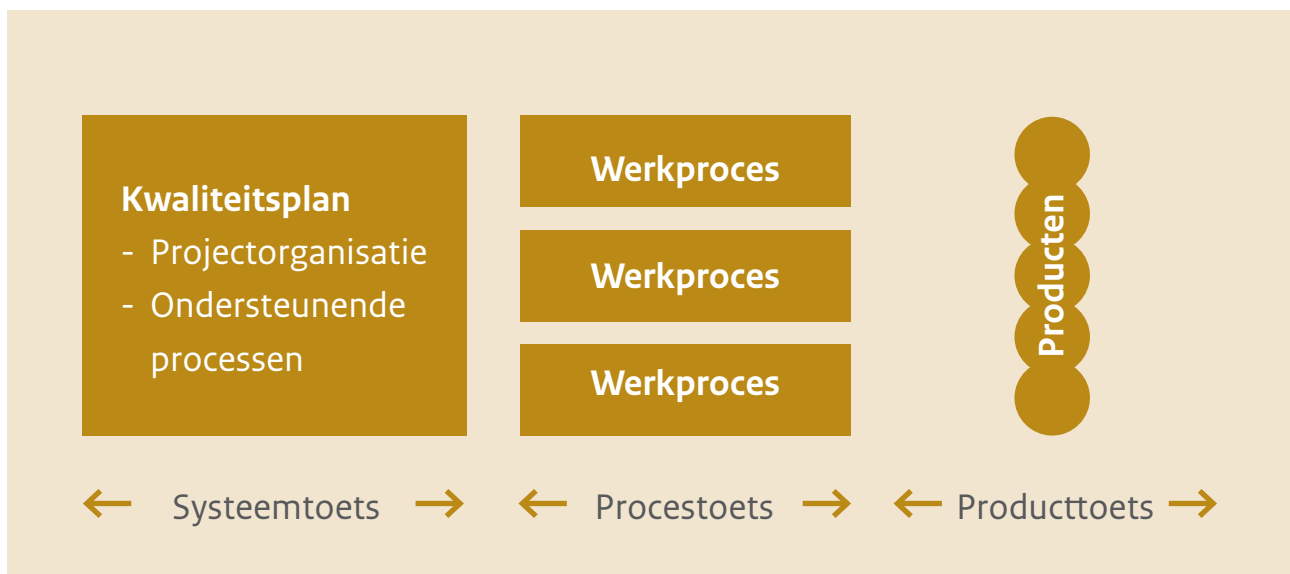 Kwaliteitsplan
- Projectorganisatie
- Ondersteunende
processen
Werkproces
Werkproces
Werkproces
Producten
Systeemtoets
Procestoets
Producttoets